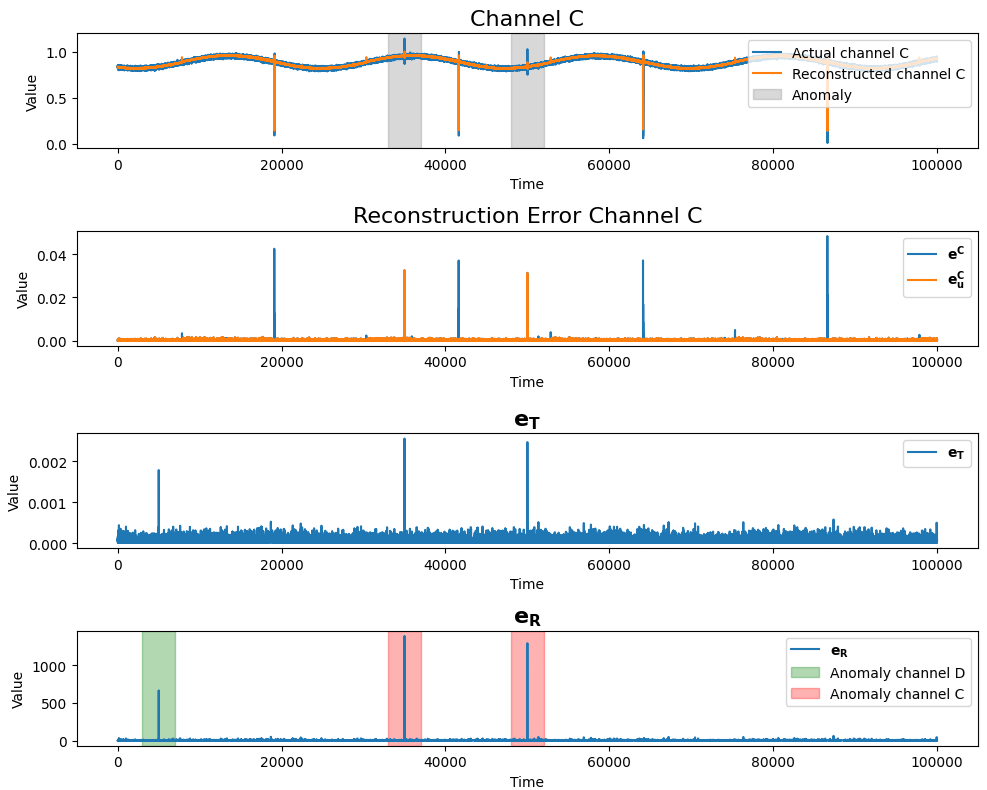 Channel C
1.0
0.5
0.0
Value
Actual channel C
Reconstructed channel C
Anomaly
0 20000 40000 60000 80000 100000
Time
Reconstruction Error Channel C
0.04
0.02
0.00
Value
e^C
e_u^C
0 20000 40000 60000 80000 100000
Time
e_T
0.002
0.001
0.000
Value
e_T
0 20000 40000 60000 80000 100000
Time
e_R
1000
500
0
Value
e_R
Anomaly channel D
Anomaly channel C
0 20000 40000 60000 80000 100000
Time